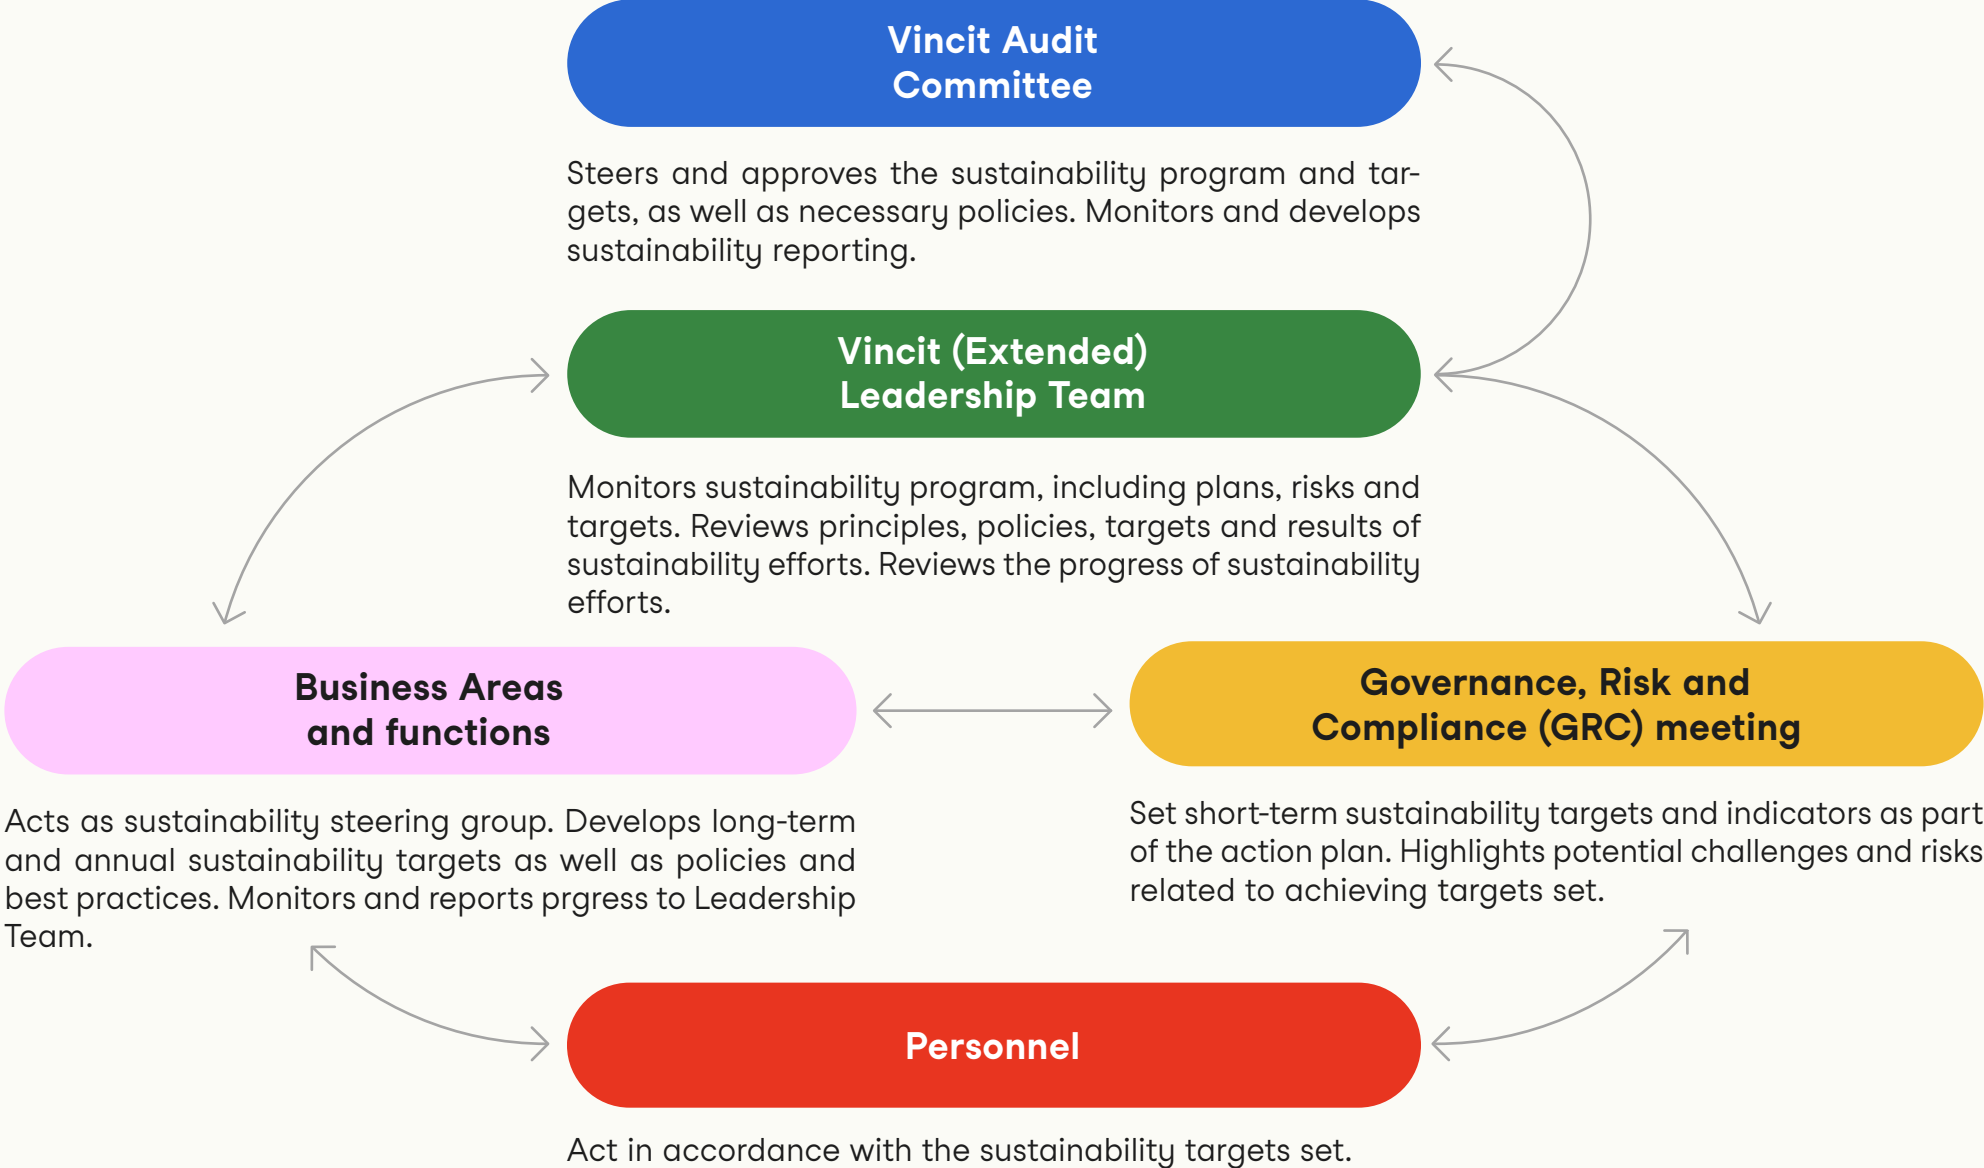 Vincit Audit
Committee
Steers and approves the sustainability program and tar-
gets, as well as necessary policies. Monitors and develops
sustainability reporting.
Vincit (Extended)
Leadership Team
Monitors sustainability program, including plans, risks and
targets. Reviews principles, policies, targets and results of
sustainability efforts. Reviews the progress of sustainability
efforts.
Business Areas
and functions
Acts as sustainability steering group. Develops long-term
and annual sustainability targets as well as policies and
best practices. Monitors and reports prgress to Leadership
Team.
Governance, Risk and
Compliance (GRC) meeting
Set short-term sustainability targets and indicators as part
of the action plan. Highlights potential challenges and risks
related to achieving targets set.
Personnel
Act in accordance with the sustainability targets set.